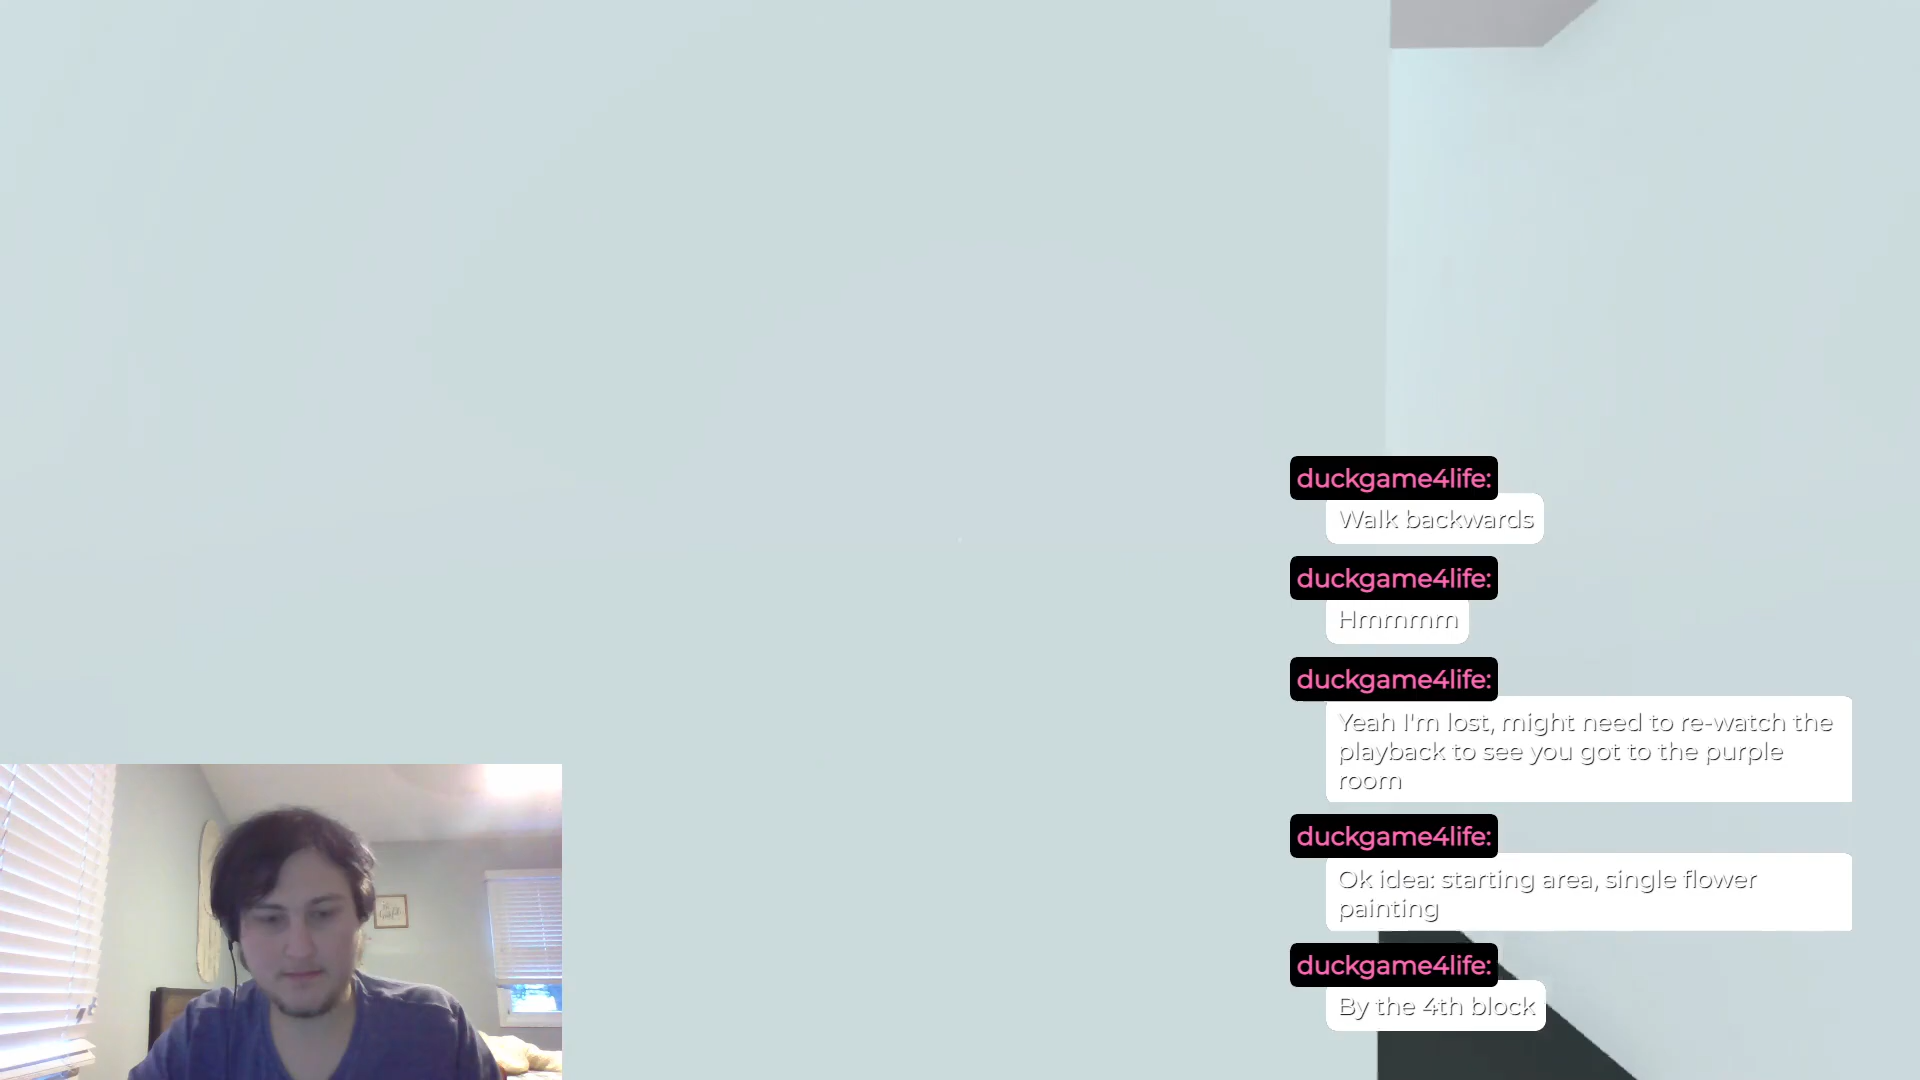 duckgame4life:
Walk backwards
duckgame4life:
Hmmmm
duckgame4life:
Yeah I'm lost, might need to re-watch the
playback to see you got to the purple
room
duckgame4life:
Ok idea: starting area, single flower
painting
duckgame4life:
By the 4th block